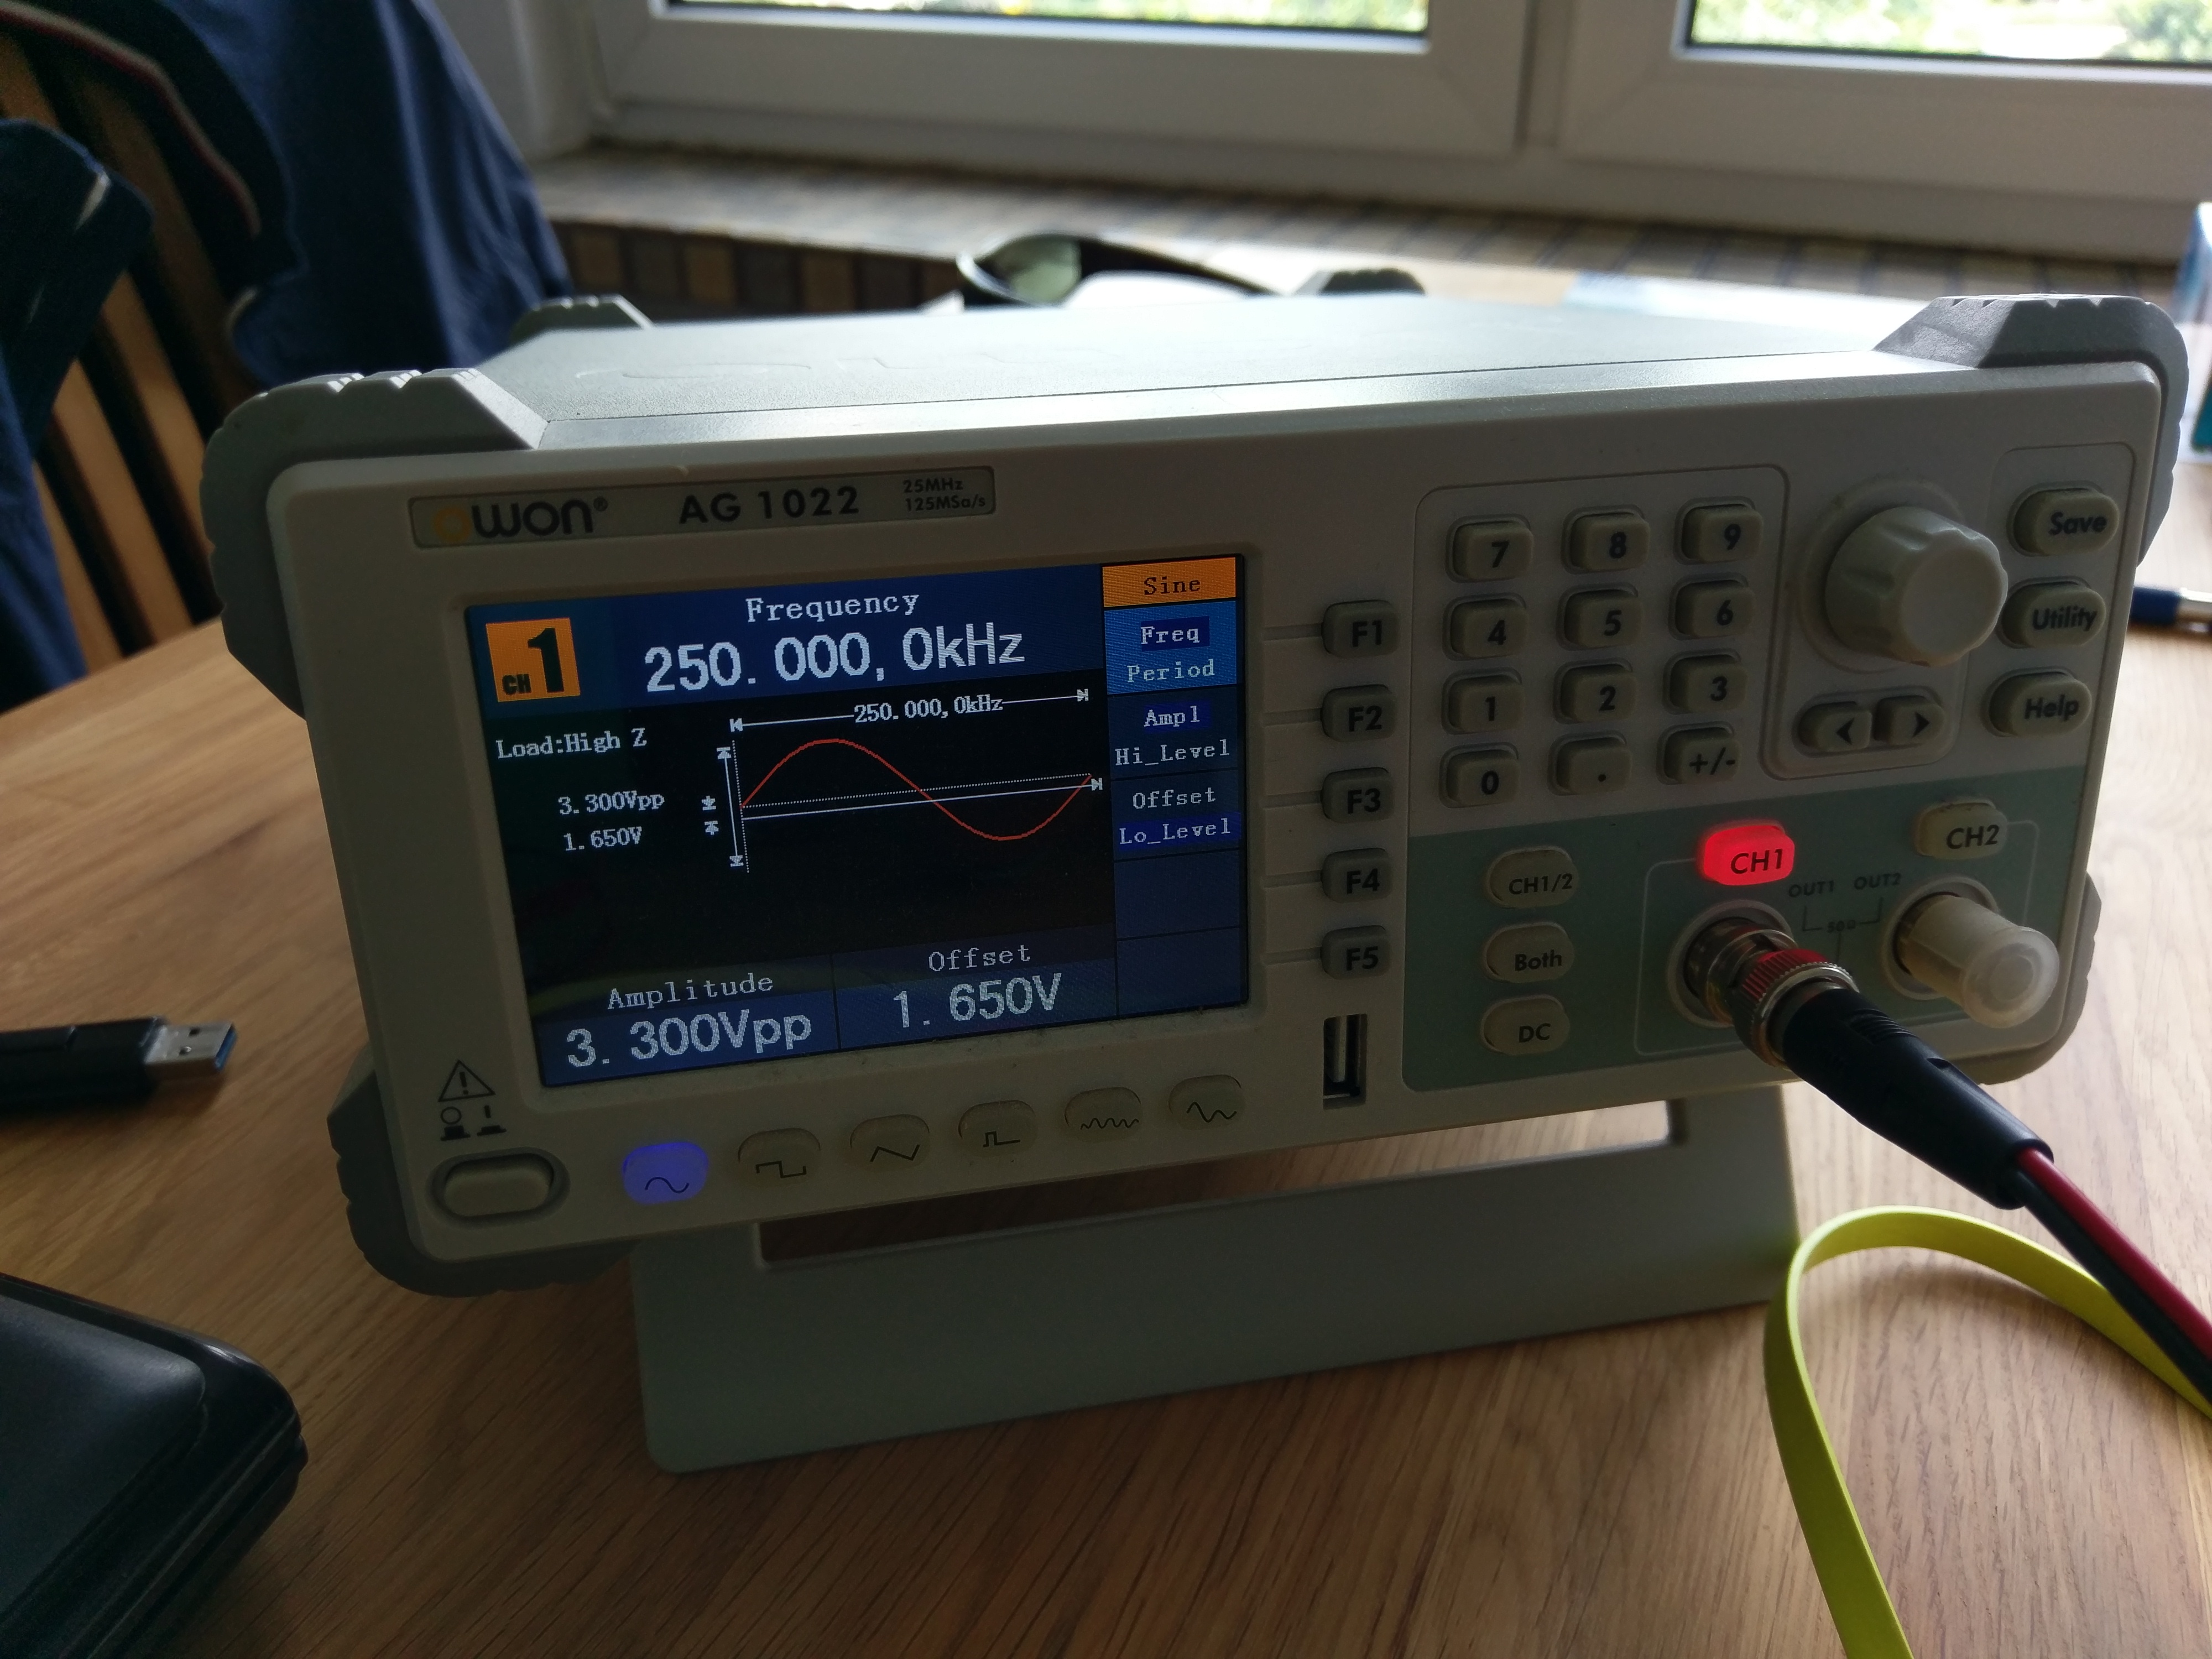 OWON® AG 1022 25MHz
125MSa/s
CH 1
Frequency
250.000,0kHz
Load:High Z
250.000,0kHz
3.300Vpp
1.650V
Amplitude
3.300Vpp
Offset
1.650V
Sine
Freq
Period
Ampl
Hi_Level
Offset
Lo_Level
F1
F2
F3
F4
F5
7 8 9
4 5 6
1 2 3
0 . +/-
< >
Save
Utility
Help
CH1/2
Both
DC
CH1
CH2
OUT1 OUT2
50Ω